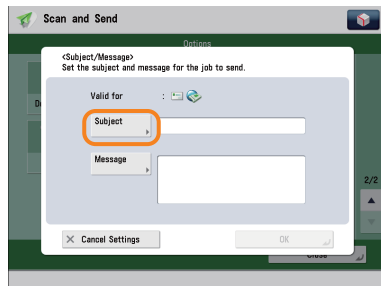 Scan and Send
Options
<Subject/Message>
Set the subject and message for the job to send.
Valid for :
Subject
Message
2/2
Cancel Settings
OK
Close